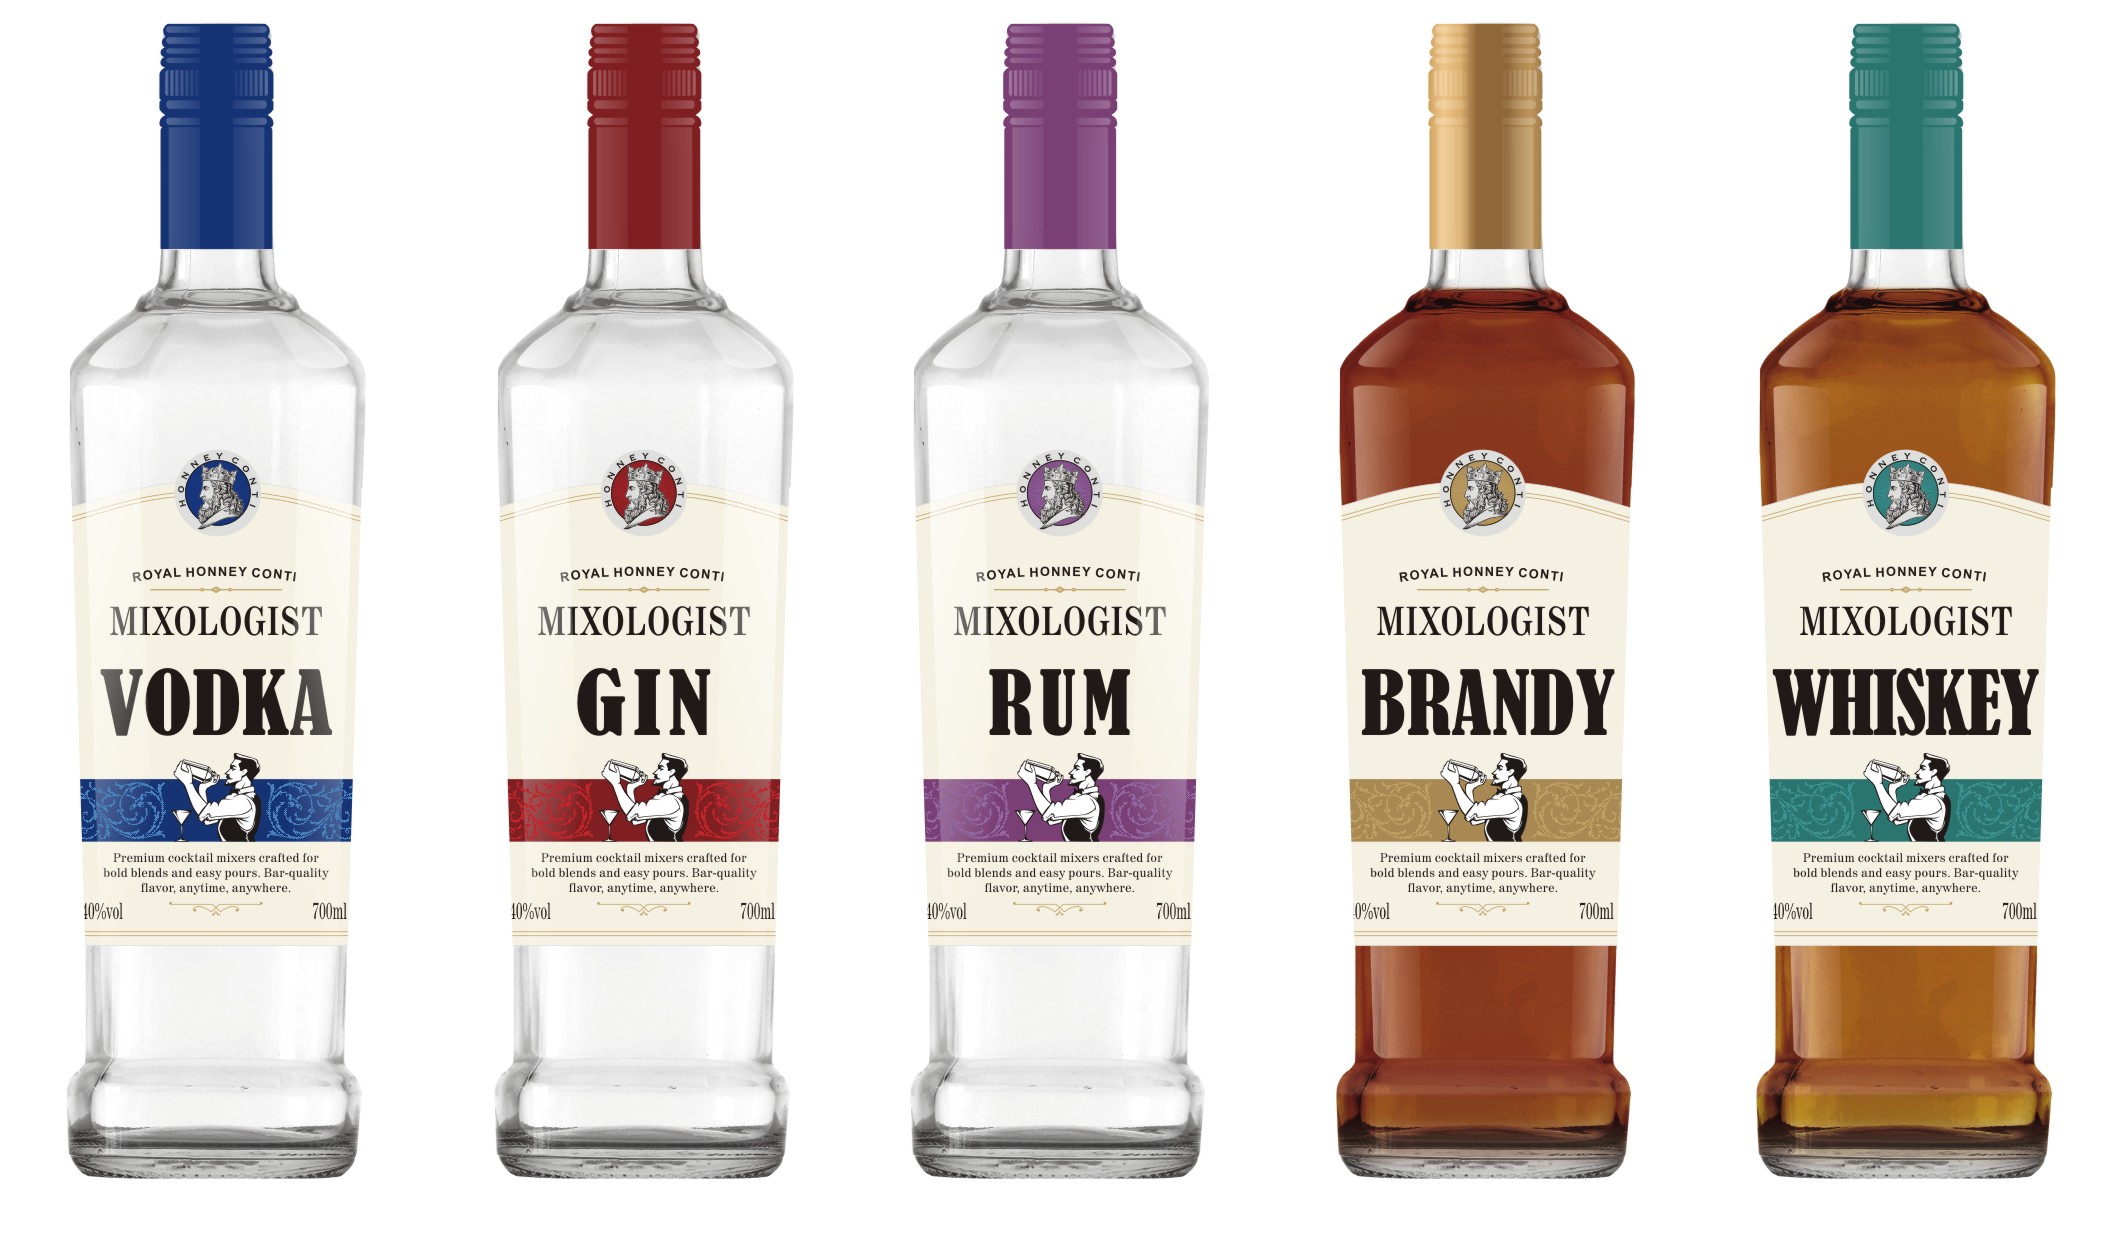 HONNEY CONTI
ROYAL HONNEY CONTI
MIXOLOGIST
VODKA
Premium cocktail mixers crafted for
bold blends and easy pours. Bar-quality
flavor, anytime, anywhere.
40%vol 700ml
HONNEY CONTI
ROYAL HONNEY CONTI
MIXOLOGIST
GIN
Premium cocktail mixers crafted for
bold blends and easy pours. Bar-quality
flavor, anytime, anywhere.
40%vol 700ml
HONNEY CONTI
ROYAL HONNEY CONTI
MIXOLOGIST
RUM
Premium cocktail mixers crafted for
bold blends and easy pours. Bar-quality
flavor, anytime, anywhere.
40%vol 700ml
HONNEY CONTI
ROYAL HONNEY CONTI
MIXOLOGIST
BRANDY
Premium cocktail mixers crafted for
bold blends and easy pours. Bar-quality
flavor, anytime, anywhere.
0%vol 700ml
HONNEY CONTI
ROYAL HONNEY CONTI
MIXOLOGIST
WHISKEY
Premium cocktail mixers crafted for
bold blends and easy pours. Bar-quality
flavor, anytime, anywhere.
40%vol 700ml